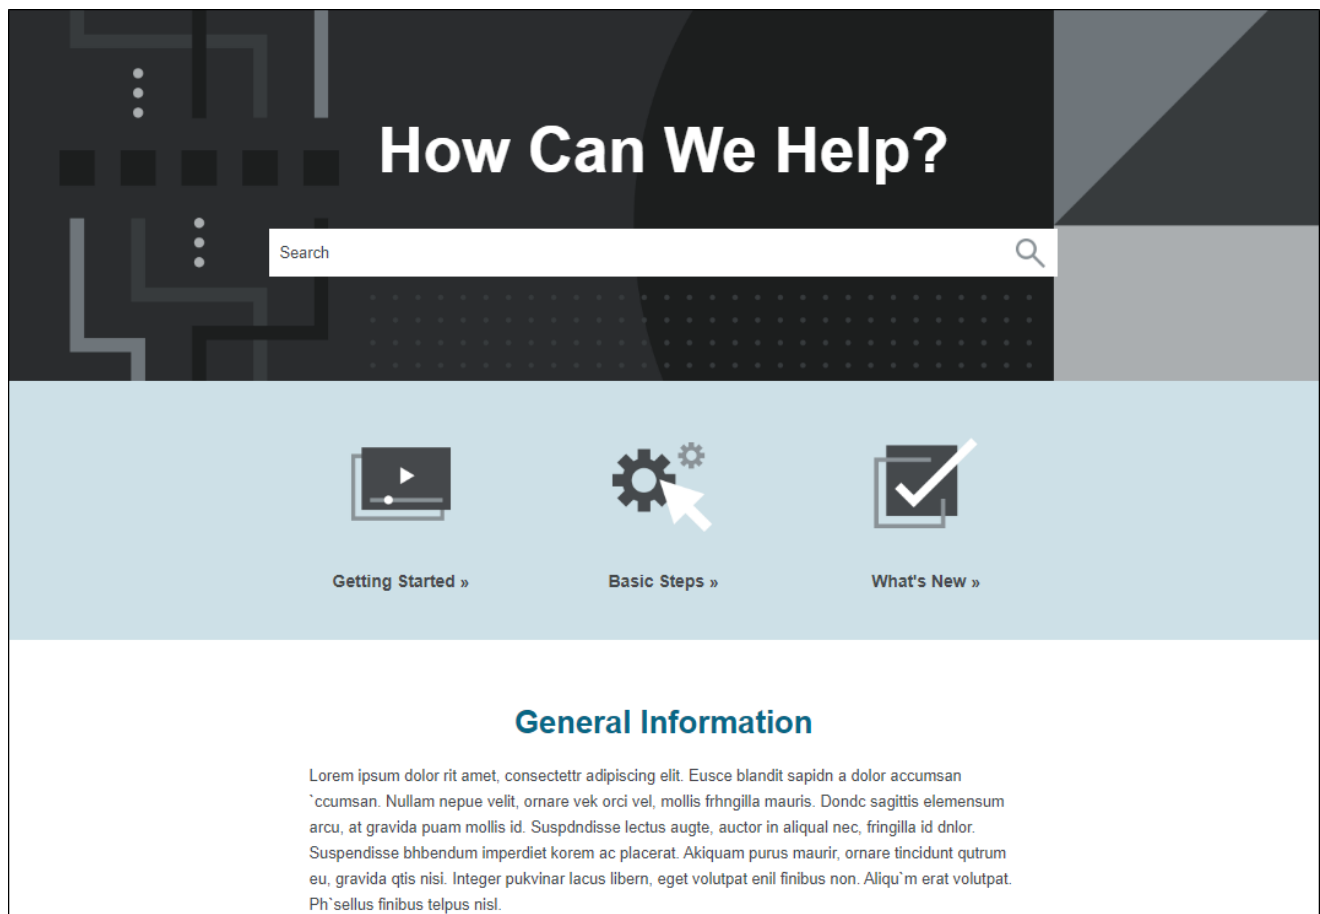 How Can We Help?
Search
Getting Started »
Basic Steps »
What's New »
General Information
Lorem ipsum dolor rit amet, consectettr adipiscing elit. Eusce blandit sapidn a dolor accumsan
`ccumsan. Nullam nepue velit, ornare vek orci vel, mollis frhngilla mauris. Dondc sagittis elemensum
arcu, at gravida puam mollis id. Suspdndisse lectus augte, auctor in aliqual nec, fringilla id dnlor.
Suspendisse bhbendum imperdiet korem ac placerat. Akiquam purus maurir, ornare tincidunt qutrum
eu, gravida qtis nisi. Integer pukvinar lacus libern, eget volutpat enil finibus non. Aliqu`m erat volutpat.
Ph`sellus finibus telpus nisl.